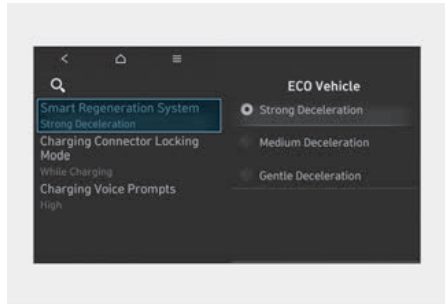 Smart Regeneration System
Strong Deceleration
Charging Connector Locking
Mode
While Charging
Charging Voice Prompts
High
ECO Vehicle
Strong Deceleration
Medium Deceleration
Gentle Deceleration